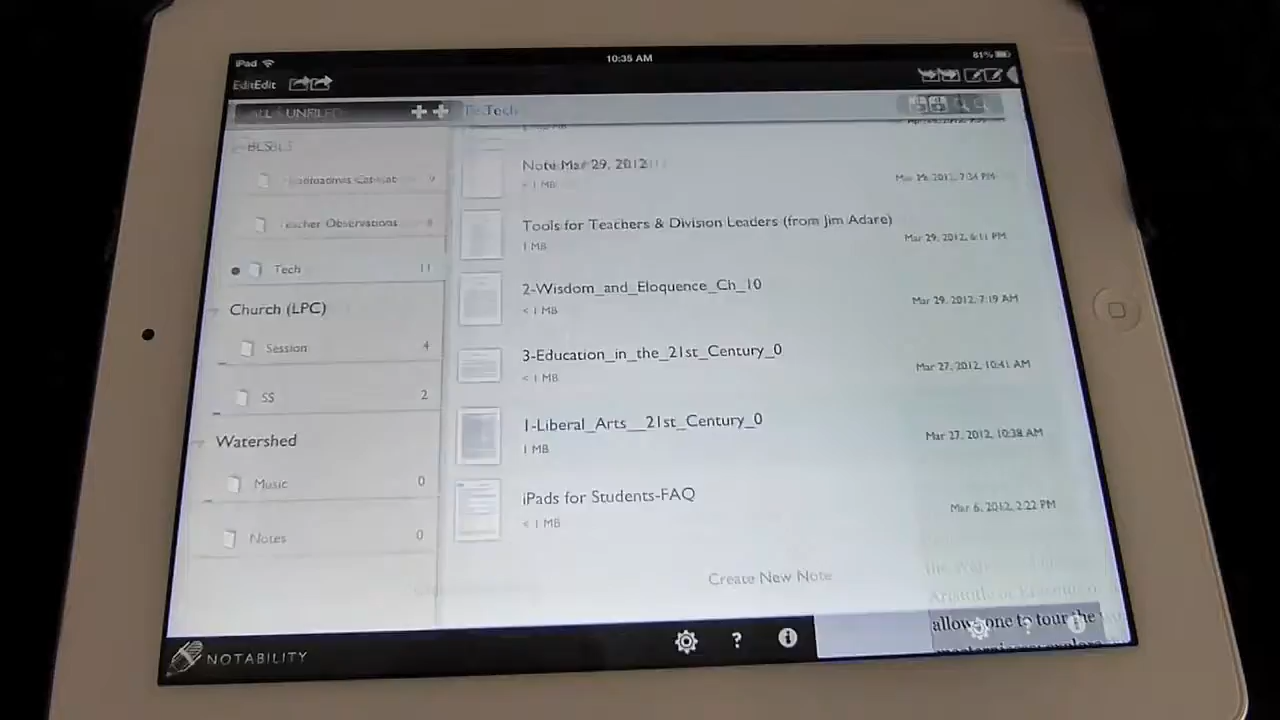 iPad 10:35 AM 81%
EditEdit
ALL UNFILED Tech
Note Mar 29, 2012
< 1 MB Mar 29, 2012, 7:34 PM
Teacher Observations
Tools for Teachers & Division Leaders (from Jim Adare)
1 MB Mar 29, 2012, 6:11 PM
Tech 11
2-Wisdom_and_Eloquence_Ch_10
< 1 MB Mar 29, 2012, 7:19 AM
Church (LPC)
Session 4
3-Education_in_the_21st_Century_0
< 1 MB Mar 27, 2012, 10:41 AM
SS 2
1-Liberal_Arts__21st_Century_0
1 MB Mar 27, 2012, 10:38 AM
Watershed
Music 0
iPads for Students-FAQ
< 1 MB Mar 6, 2012, 2:22 PM
Notes 0
Create New Note
allow one to tour the
NOTABILITY ?